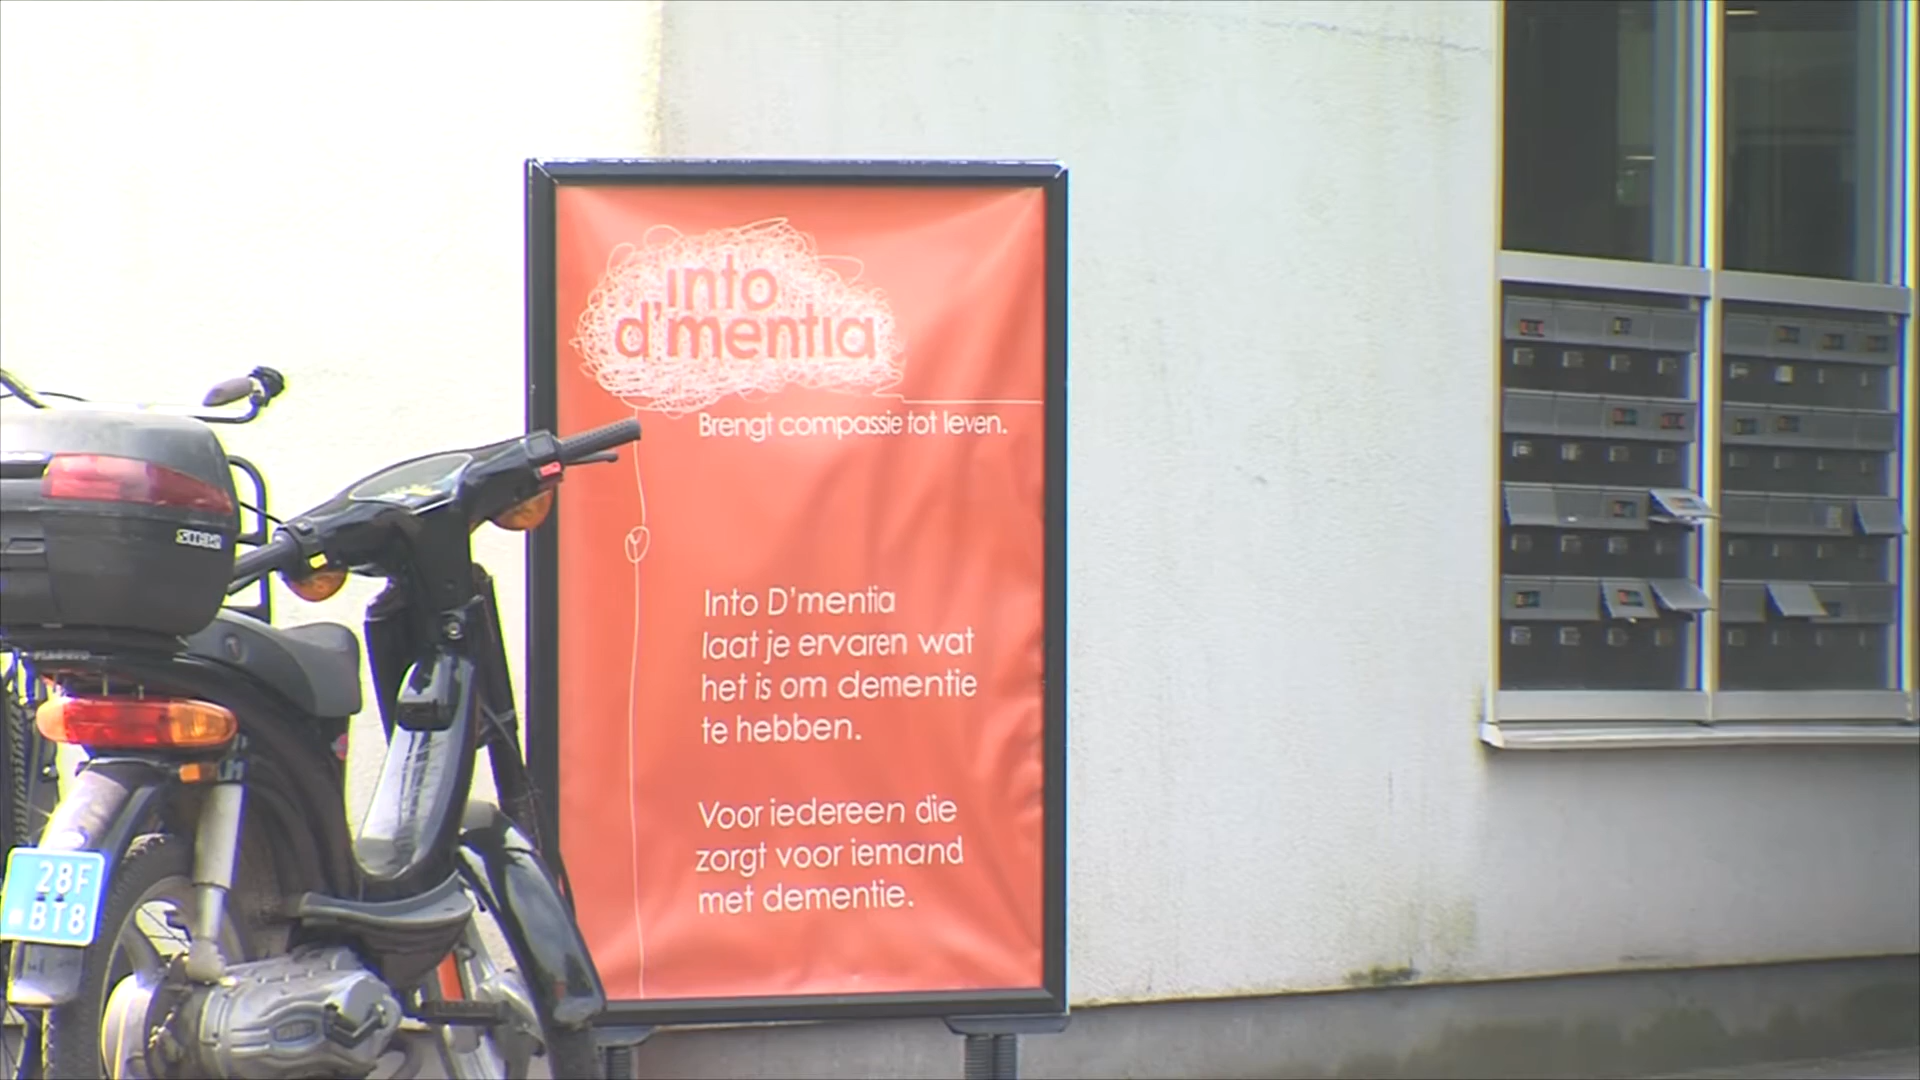 into
d'mentia
Brengt compassie tot leven.
Into D'mentia
laat je ervaren wat
het is om dementie
te hebben.
Voor iedereen die
zorgt voor iemand
met dementie.
28F
BT8